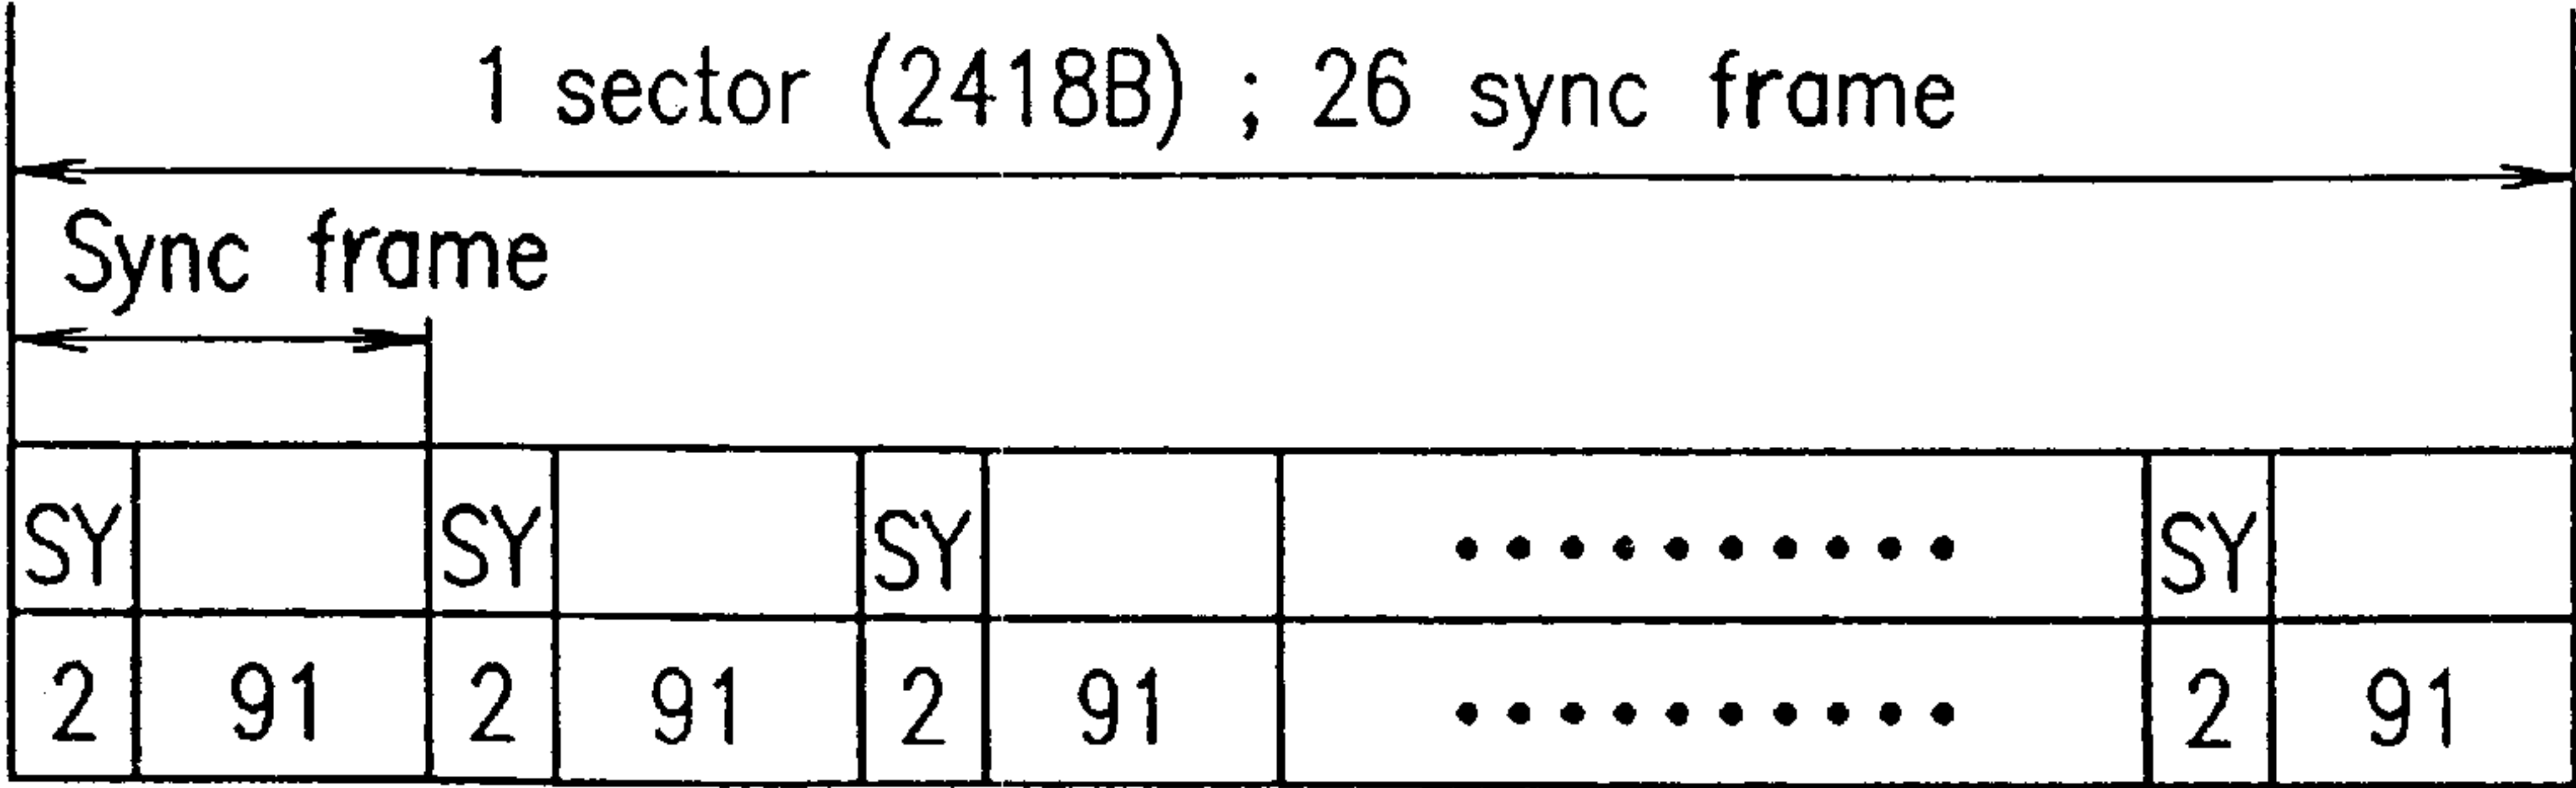 1 sector (2418B) ; 26 sync frame
Sync frame
SY SY SY .......... SY
2 91 2 91 2 91 .......... 2 91